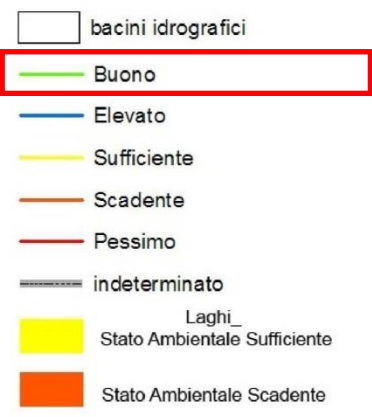 bacini idrografici
Buono
Elevato
Sufficiente
Scadente
Pessimo
indeterminato
Laghi_
Stato Ambientale Sufficiente
Stato Ambientale Scadente